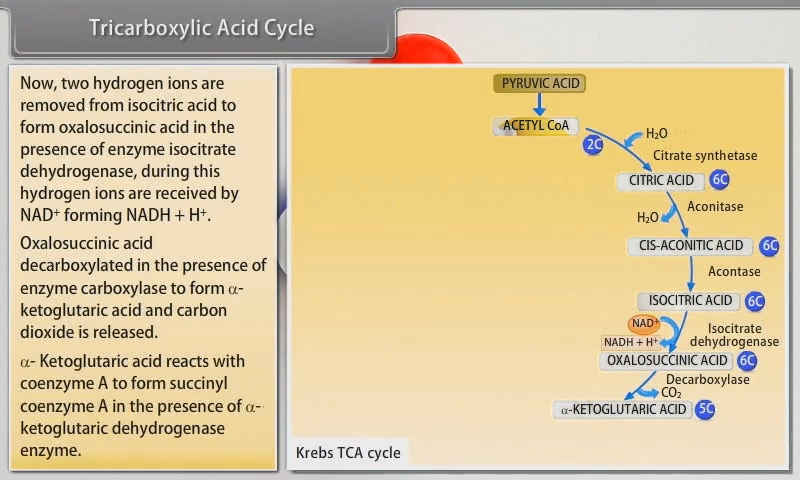 Tricarboxylic Acid Cycle
Now, two hydrogen ions are
removed from isocitric acid to
form oxalosuccinic acid in the
presence of enzyme isocitrate
dehydrogenase, during this
hydrogen ions are received by
NAD⁺ forming NADH + H⁺.
Oxalosuccinic acid
decarboxylated in the presence of
enzyme carboxylase to form α-
ketoglutaric acid and carbon
dioxide is released.
α- Ketoglutaric acid reacts with
coenzyme A to form succinyl
coenzyme A in the presence of α-
ketoglutaric dehydrogenase
enzyme.
PYRUVIC ACID
ACETYL CoA
2C
H₂O
Citrate synthetase
CITRIC ACID 6C
Aconitase
H₂O
CIS-ACONITIC ACID 6C
Acontase
ISOCITRIC ACID 6C
NAD⁺
Isocitrate
NADH + H⁺ dehydrogenase
OXALOSUCCINIC ACID 6C
Decarboxylase
CO₂
α-KETOGLUTARIC ACID 5C
Krebs TCA cycle